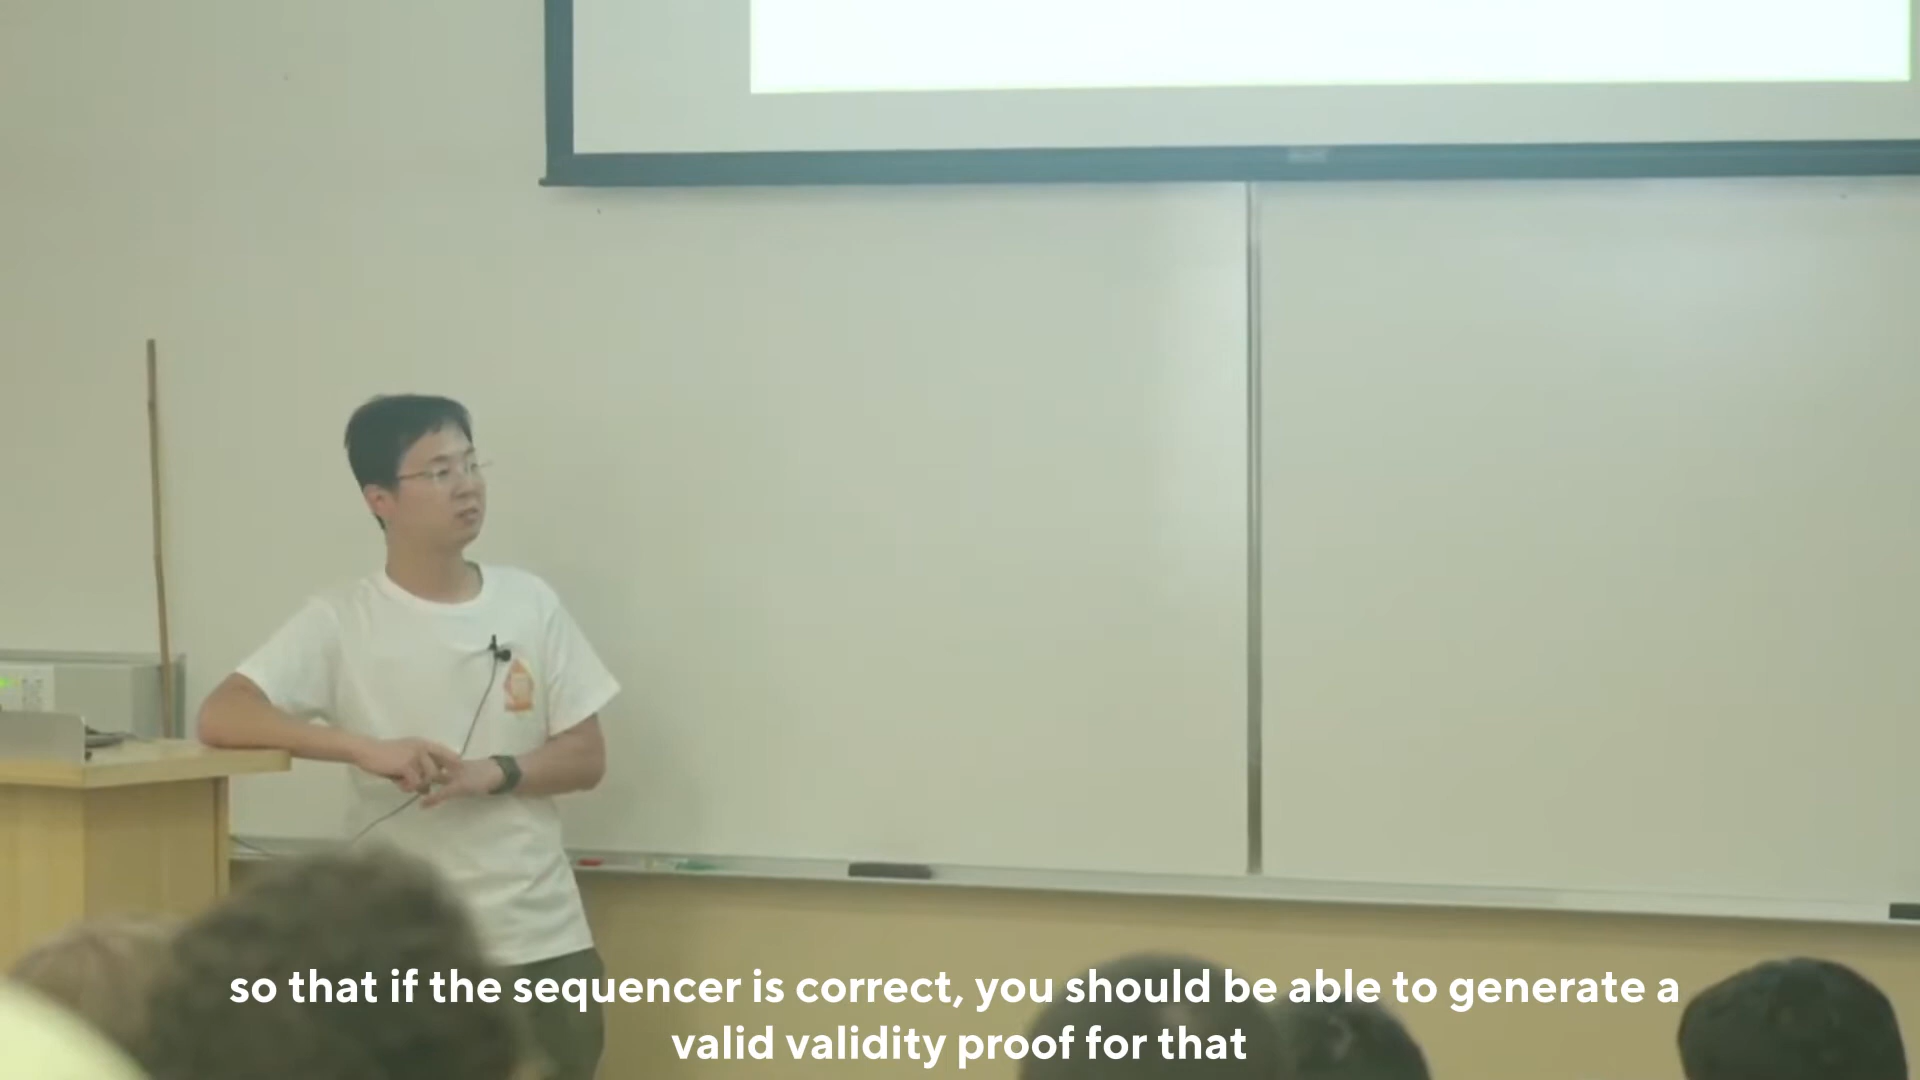 so that if the sequencer is correct, you should be able to generate a
valid validity proof for that